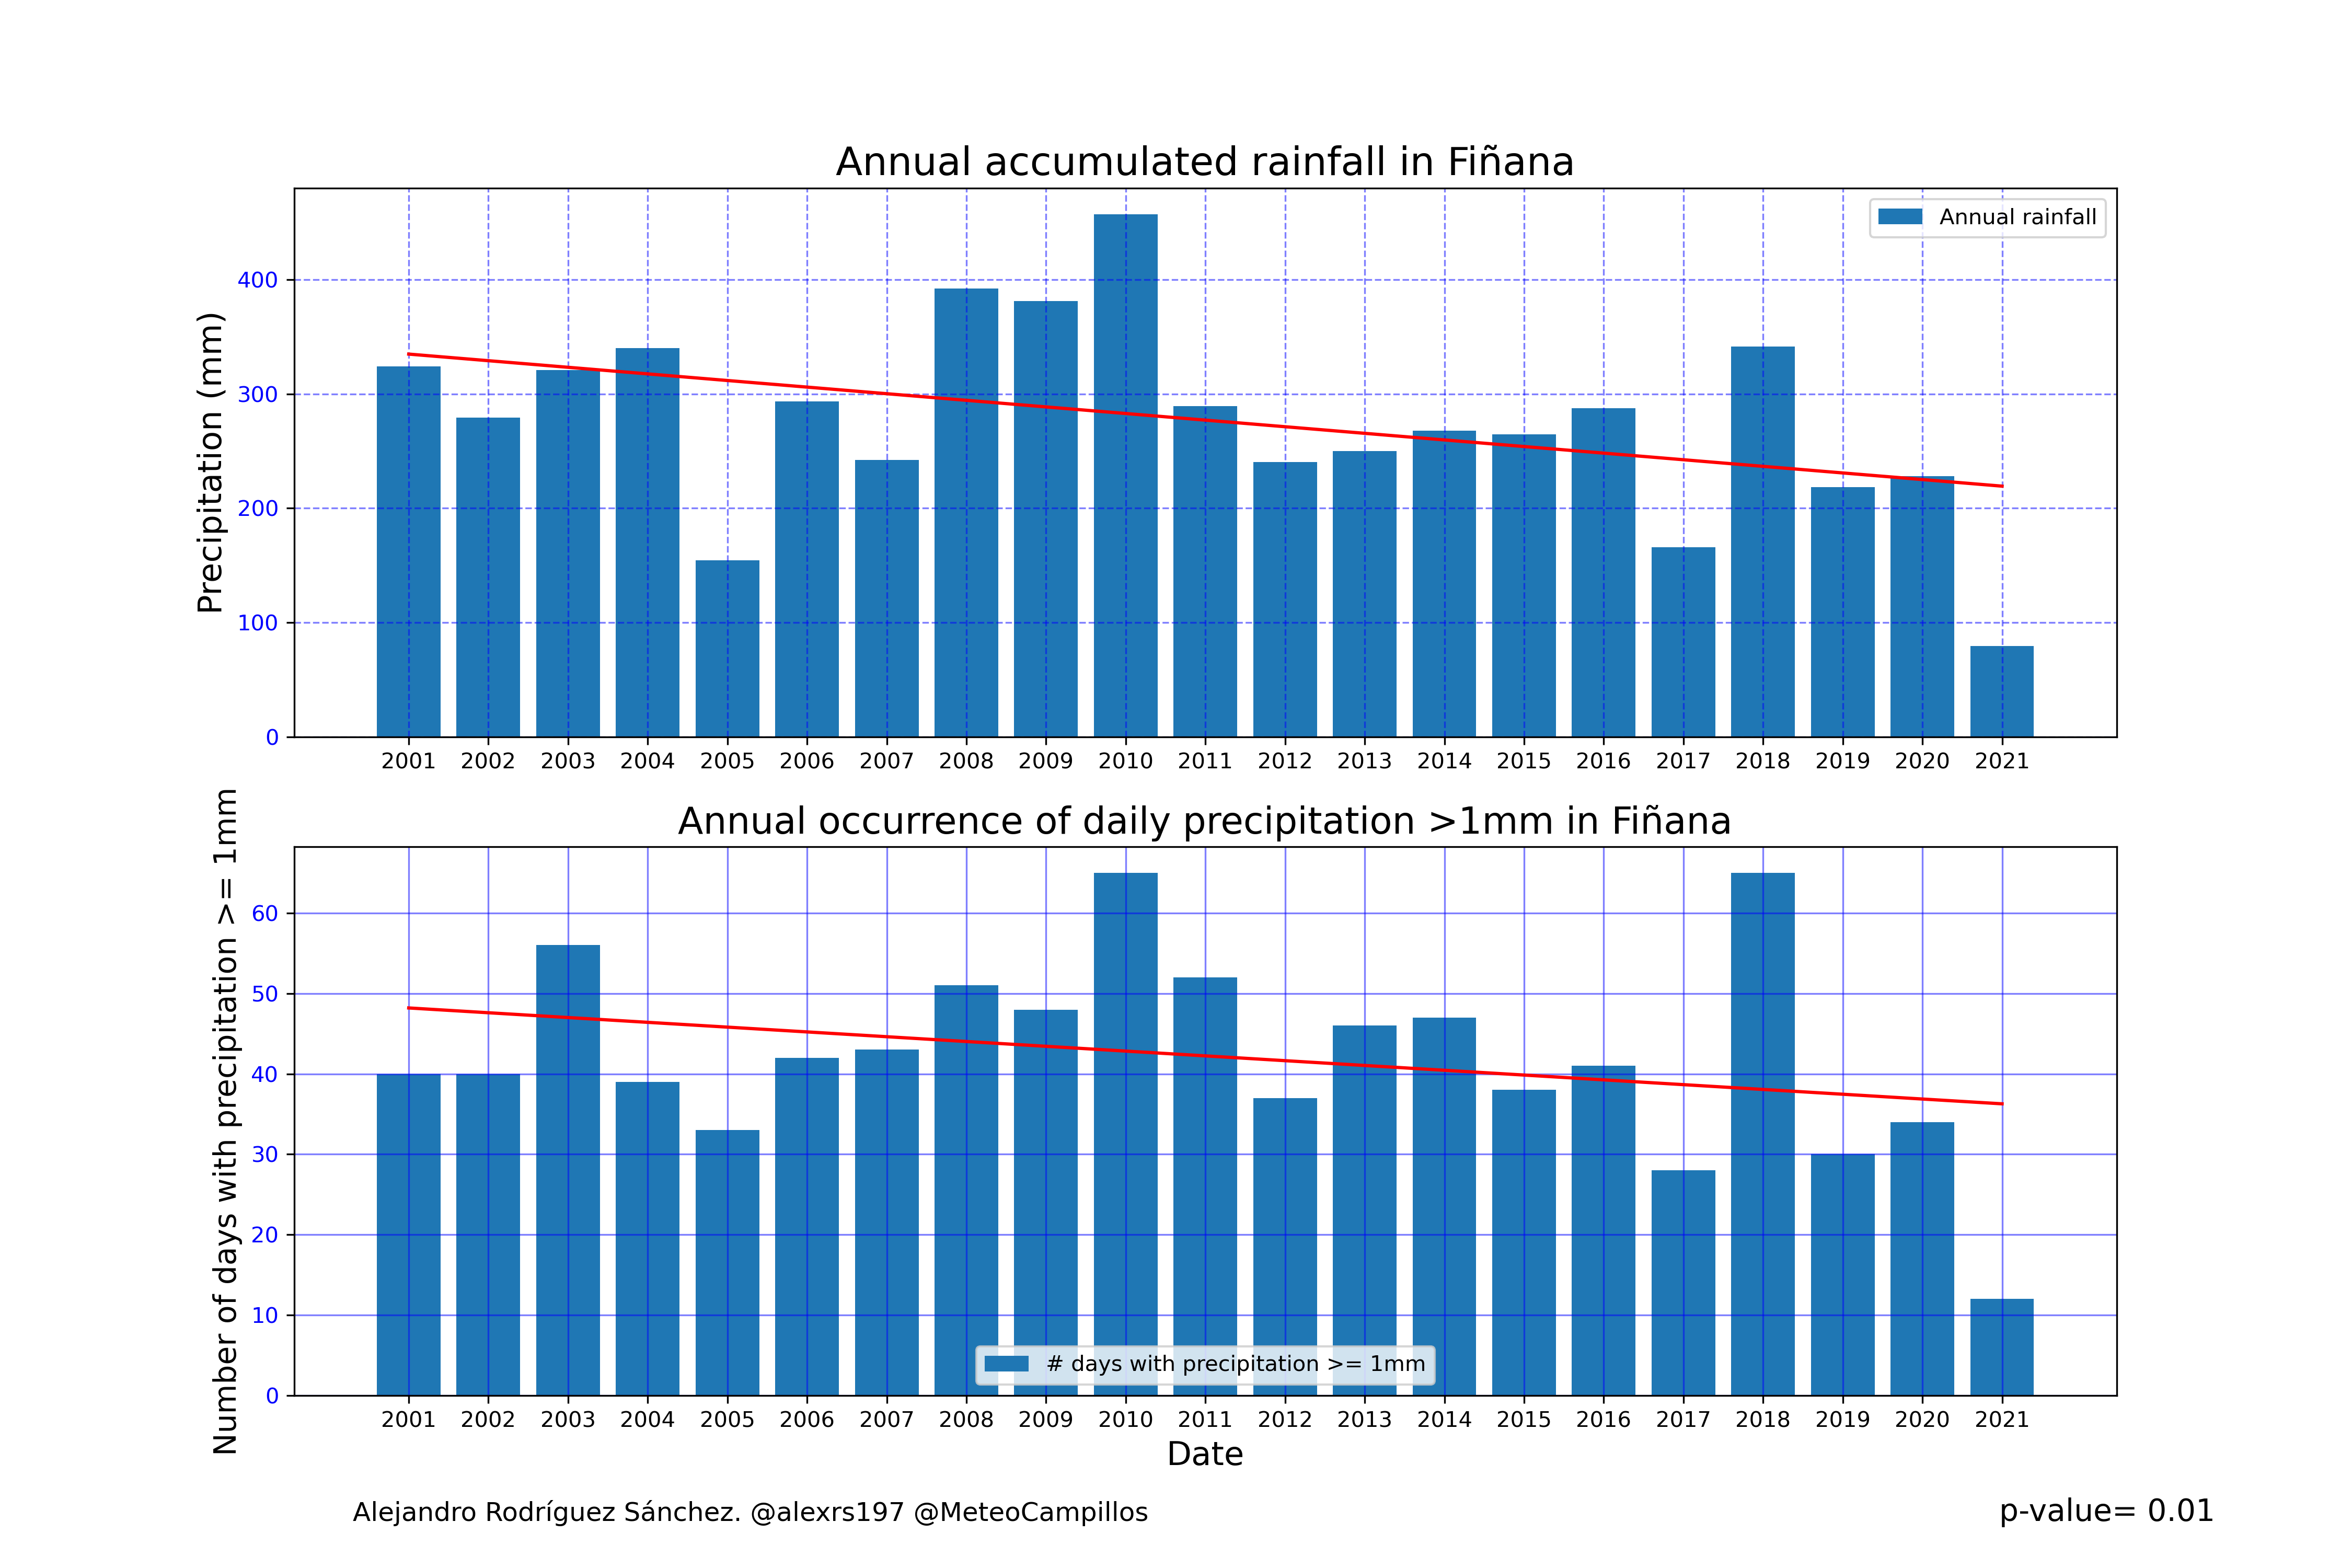 Annual accumulated rainfall in Fiñana
Precipitation (mm)
400
300
200
100
0
Annual rainfall
2001 2002 2003 2004 2005 2006 2007 2008 2009 2010 2011 2012 2013 2014 2015 2016 2017 2018 2019 2020 2021
Annual occurrence of daily precipitation >1mm in Fiñana
Number of days with precipitation >= 1mm
60
50
40
30
20
10
0
# days with precipitation >= 1mm
2001 2002 2003 2004 2005 2006 2007 2008 2009 2010 2011 2012 2013 2014 2015 2016 2017 2018 2019 2020 2021
Date
Alejandro Rodríguez Sánchez. @alexrs197 @MeteoCampillos
p-value= 0.01